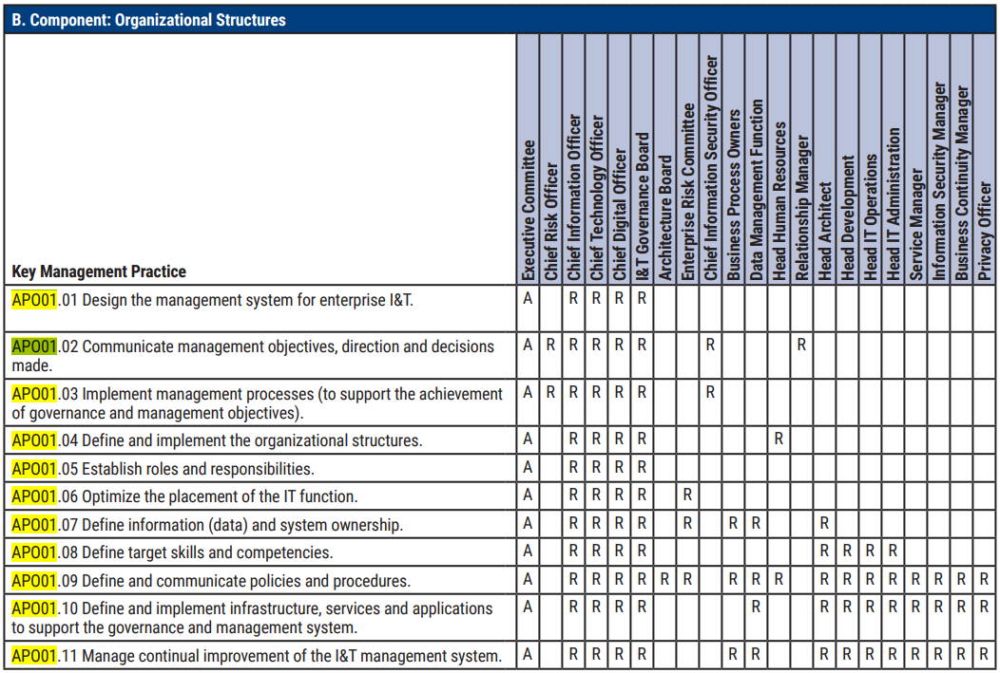 B. Component: Organizational Structures
Key Management Practice
Executive Committee
Chief Risk Officer
Chief Information Officer
Chief Technology Officer
Chief Digital Officer
I&T Governance Board
Architecture Board
Enterprise Risk Committee
Chief Information Security Officer
Business Process Owners
Data Management Function
Head Human Resources
Relationship Manager
Head Architect
Head Development
Head IT Operations
Head IT Administration
Service Manager
Information Security Manager
Business Continuity Manager
Privacy Officer
APO01.01 Design the management system for enterprise I&T. A R R R R
APO01.02 Communicate management objectives, direction and decisions A R R R R R R R
made.
APO01.03 Implement management processes (to support the achievement A R R R R R R
of governance and management objectives).
APO01.04 Define and implement the organizational structures. A R R R R R
APO01.05 Establish roles and responsibilities. A R R R R
APO01.06 Optimize the placement of the IT function. A R R R R R
APO01.07 Define information (data) and system ownership. A R R R R R R R R
APO01.08 Define target skills and competencies. A R R R R R R R R
APO01.09 Define and communicate policies and procedures. A R R R R R R R R R R R R R R R R R
APO01.10 Define and implement infrastructure, services and applications A R R R R R R R R R R R R R
to support the governance and management system.
APO01.11 Manage continual improvement of the I&T management system. A R R R R R R R R R R R R R R